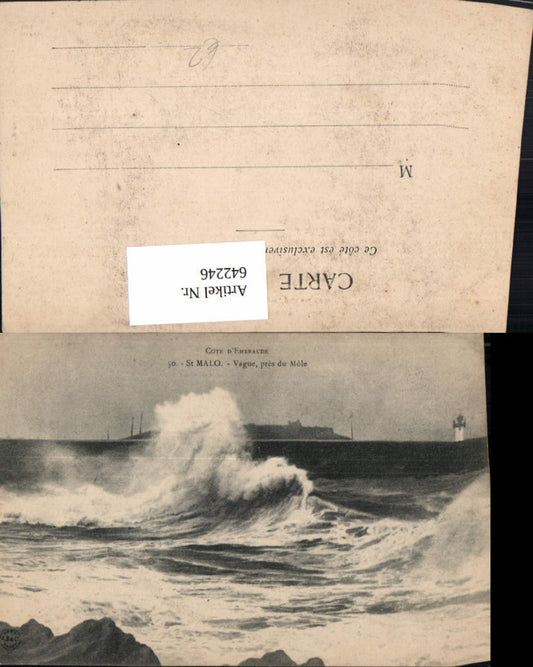 62
M
Ce côté est exclusive
CARTE
Artikel Nr.
642246
COTE D'EMERAUDE
50. - St MALO. - Vague, près du Môle